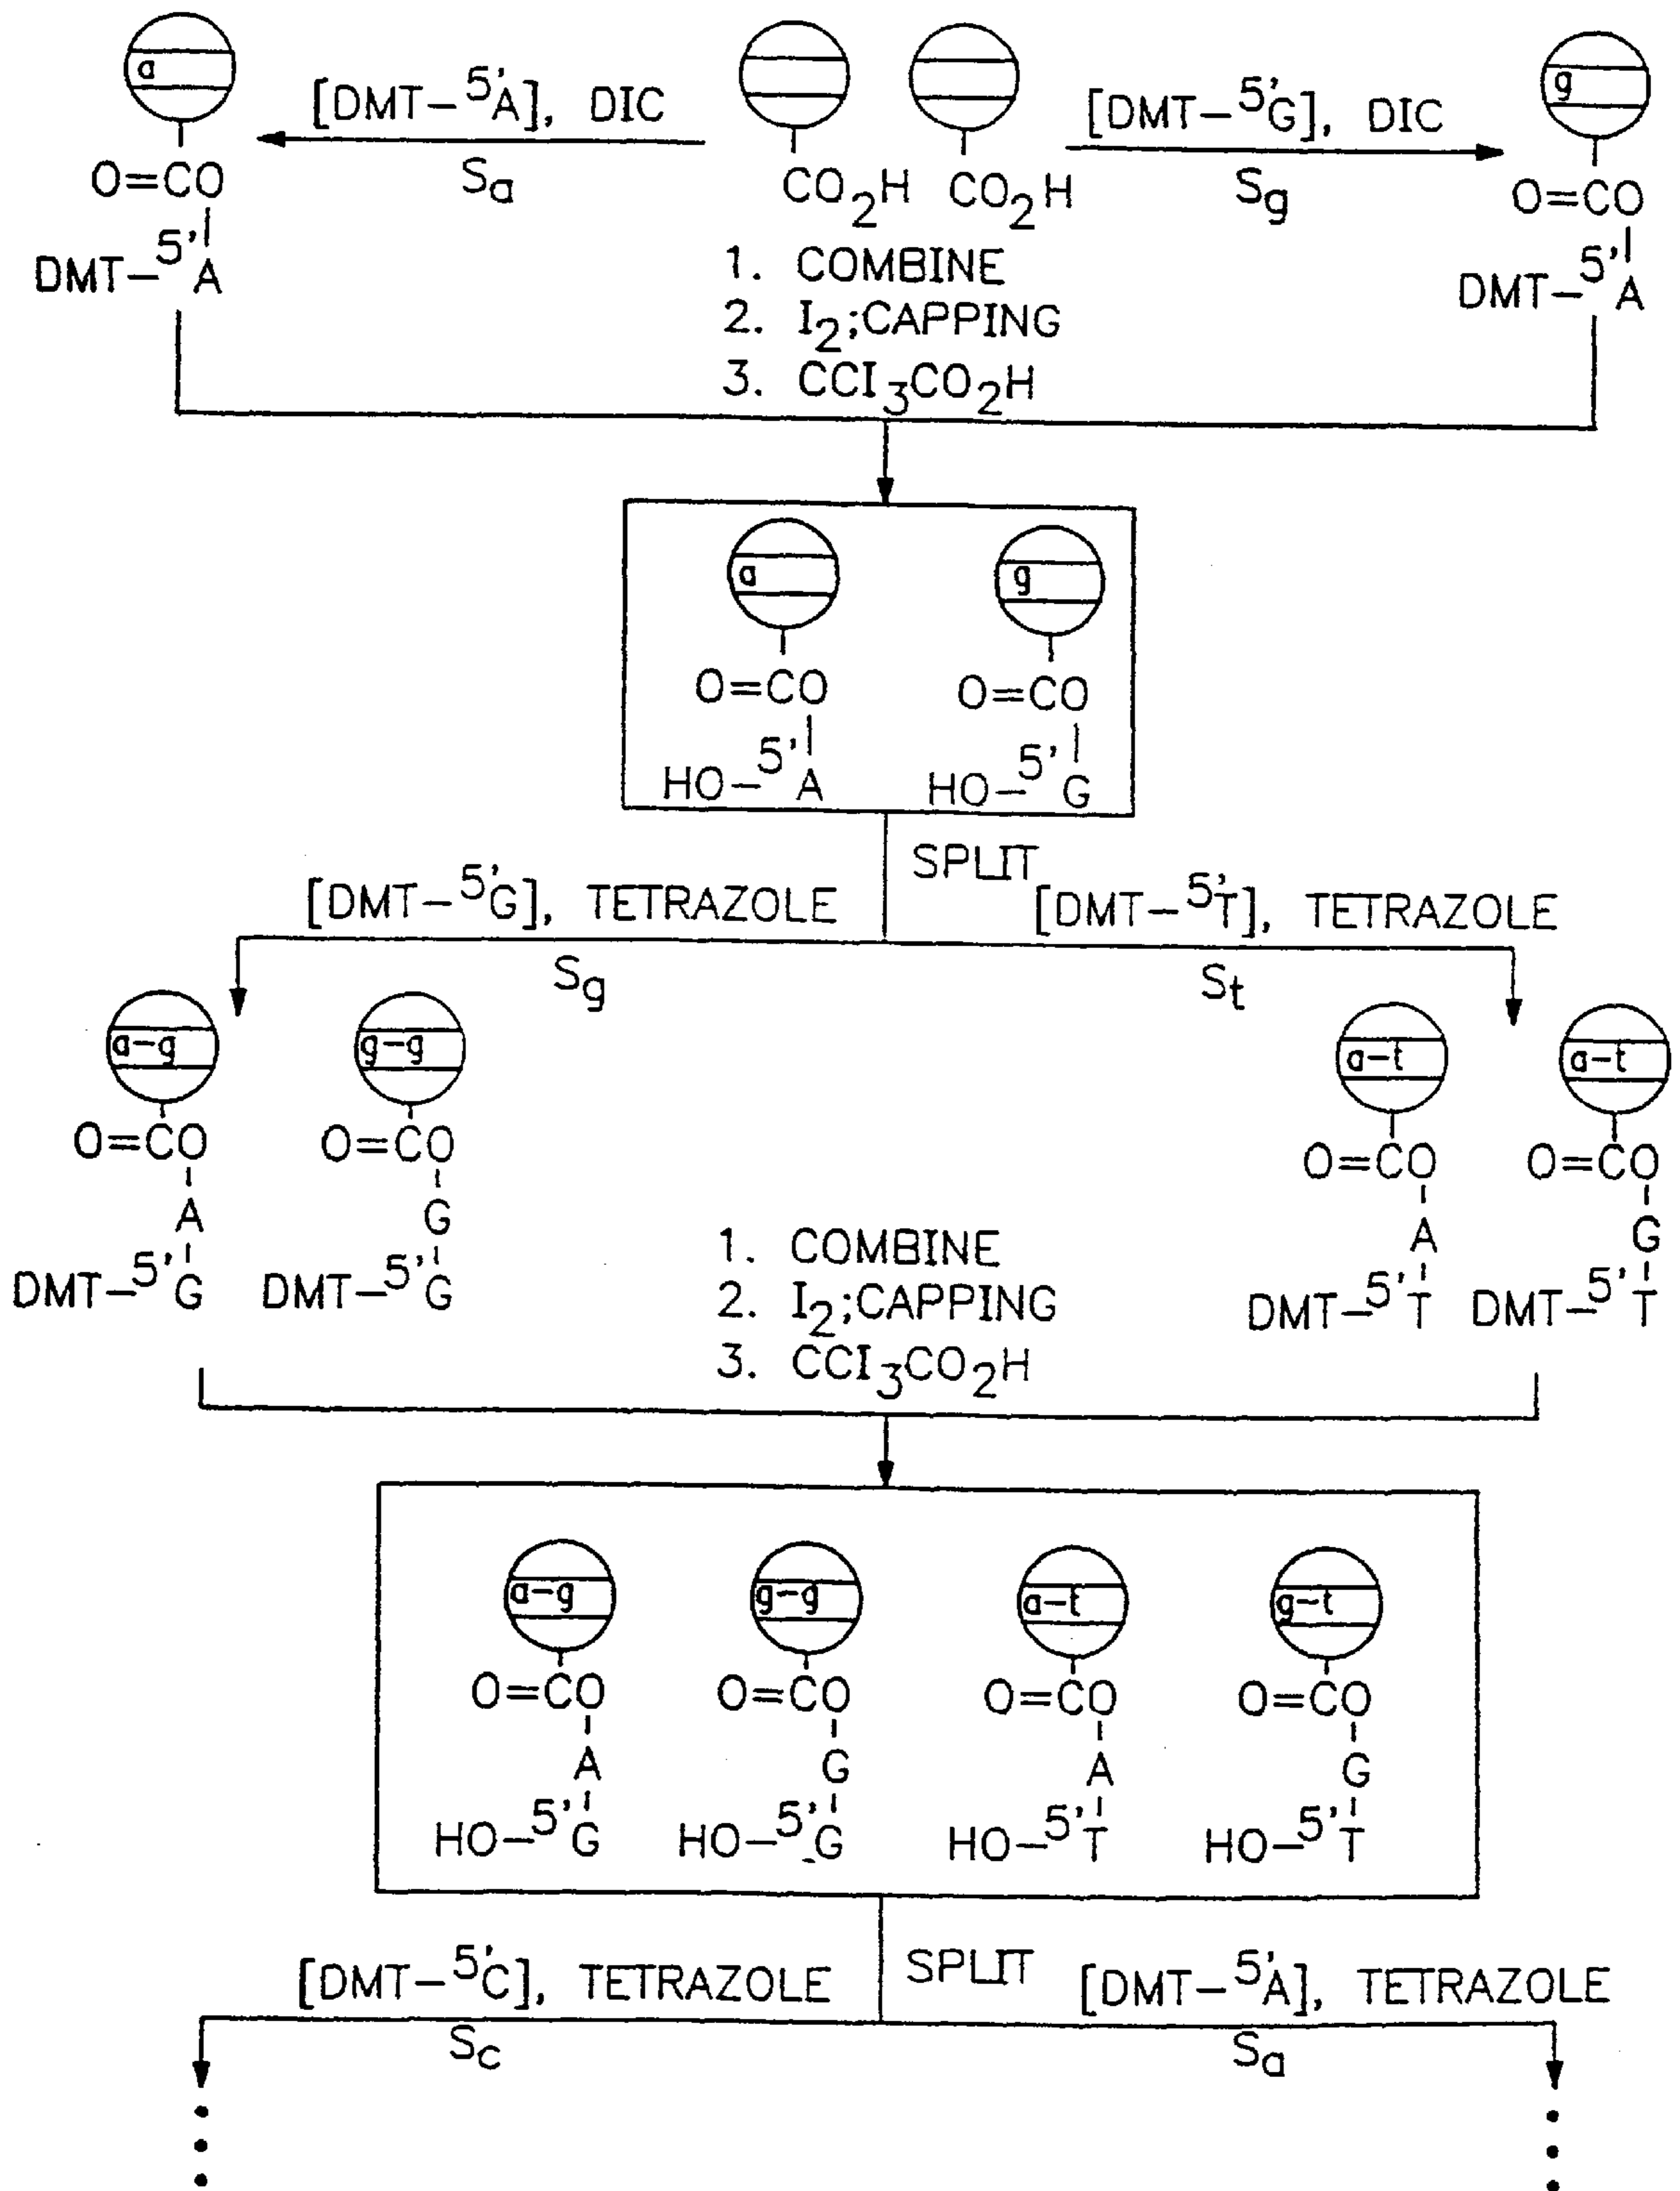 a
[DMT-5'A], DIC
Sa
O=CO
DMT-5'A
CO2H CO2H
[DMT-5'G], DIC
Sg
g
O=CO
DMT-5'A
1. COMBINE
2. I2;CAPPING
3. CCI3CO2H
a
O=CO
HO-5'A
g
O=CO
HO-5'G
SPLIT
[DMT-5'G], TETRAZOLE
Sg
[DMT-5'T], TETRAZOLE
St
a-g
O=CO
A
DMT-5'G
g-g
O=CO
G
DMT-5'G
a-t
O=CO
A
DMT-5'T
a-t
O=CO
G
DMT-5'T
1. COMBINE
2. I2;CAPPING
3. CCI3CO2H
a-g
O=CO
A
HO-5'G
g-g
O=CO
G
HO-5'G
a-t
O=CO
A
HO-5'T
g-t
O=CO
G
HO-5'T
SPLIT
[DMT-5'C], TETRAZOLE
Sc
[DMT-5'A], TETRAZOLE
Sa